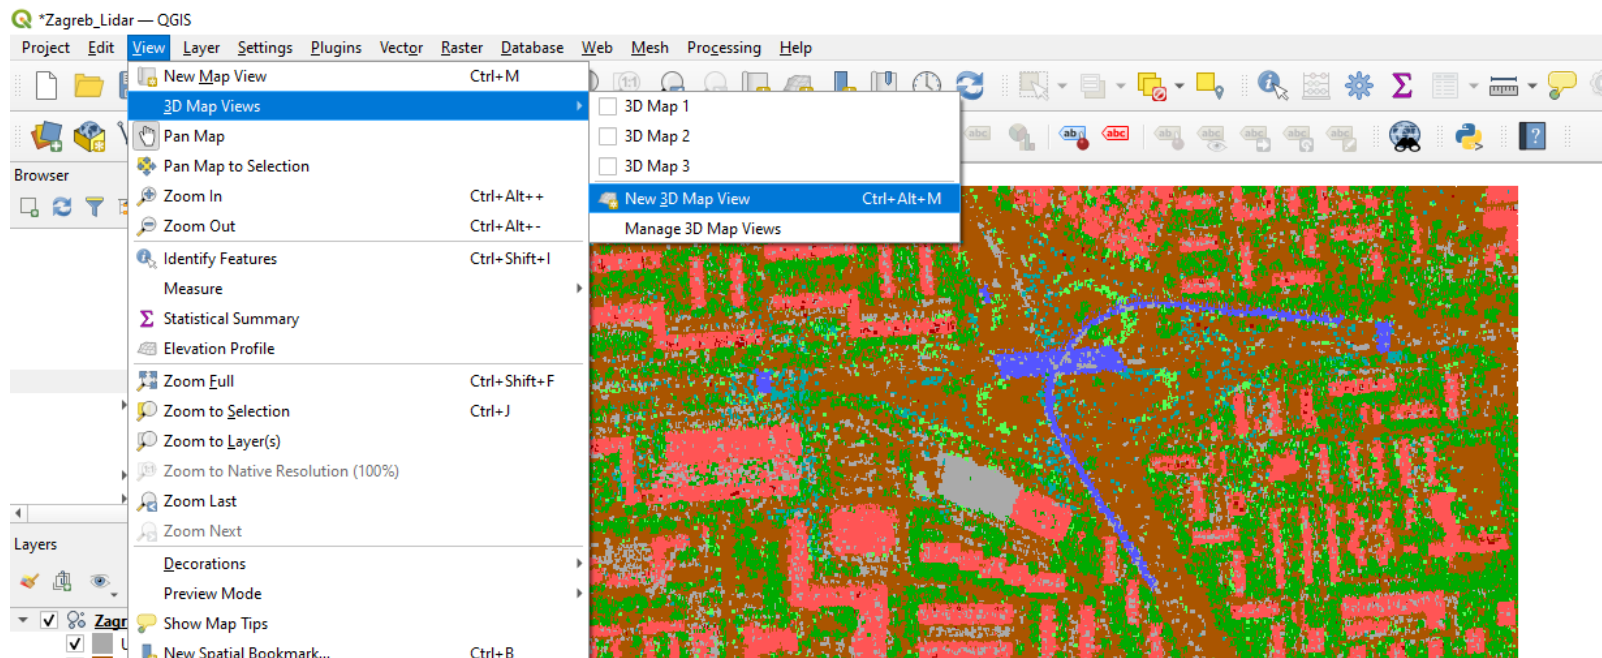 *Zagreb_Lidar — QGIS
Project Edit View Layer Settings Plugins Vector Raster Database Web Mesh Processing Help
New Map View Ctrl+M
3D Map Views
3D Map 1
3D Map 2
3D Map 3
New 3D Map View Ctrl+Alt+M
Manage 3D Map Views
Pan Map
Pan Map to Selection
Zoom In Ctrl+Alt++
Zoom Out Ctrl+Alt+-
Identify Features Ctrl+Shift+I
Measure
Statistical Summary
Elevation Profile
Zoom Full Ctrl+Shift+F
Zoom to Selection Ctrl+J
Zoom to Layer(s)
Zoom to Native Resolution (100%)
Zoom Last
Zoom Next
Decorations
Preview Mode
Show Map Tips
New Spatial Bookmark... Ctrl+B
Browser
Layers
Zagr
abc
ab
abc